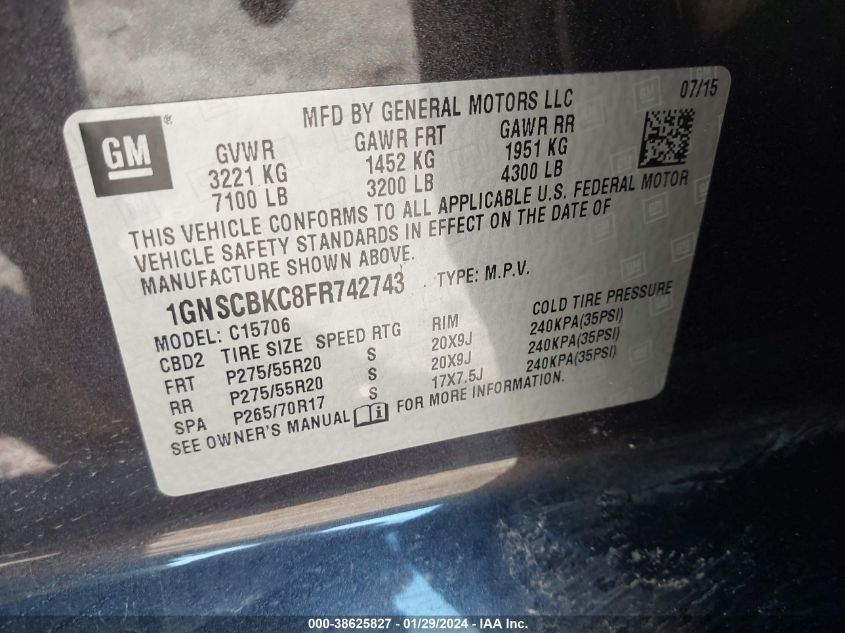 MFD BY GENERAL MOTORS LLC
07/15
GM®
GVWR GAWR FRT GAWR RR
3221 KG 1452 KG 1951 KG
7100 LB 3200 LB 4300 LB
THIS VEHICLE CONFORMS TO ALL APPLICABLE U.S. FEDERAL MOTOR
VEHICLE SAFETY STANDARDS IN EFFECT ON THE DATE OF
MANUFACTURE SHOWN ABOVE.
1GNSCBKC8FR742743 TYPE: M.P.V.
MODEL: C15706
CBD2 TIRE SIZE SPEED RTG RIM COLD TIRE PRESSURE
FRT P275/55R20 S 20X9J 240KPA(35PSI)
RR P275/55R20 S 20X9J 240KPA(35PSI)
SPA P265/70R17 S 17X7.5J 240KPA(35PSI)
SEE OWNER'S MANUAL FOR MORE INFORMATION.
000-38625827 - 01/29/2024 - IAA Inc.